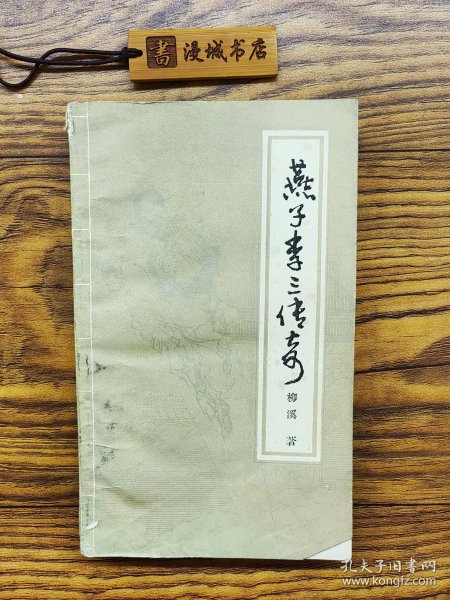 書 漫城书店
燕子李三传奇
柳溪 著
孔夫子旧书网
www.kongfz.com